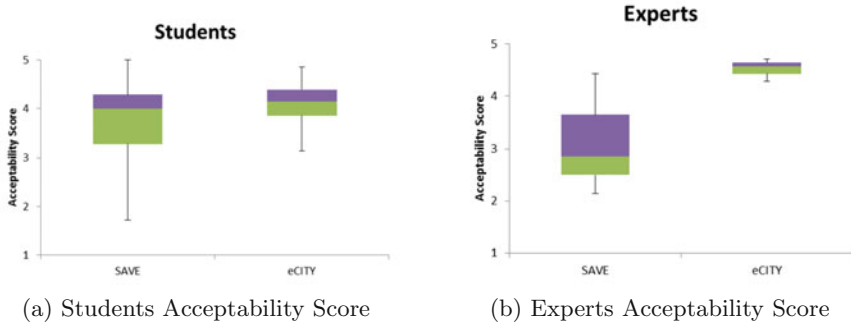 Students
5
4
3
2
1
Acceptability Score
SAVE
eCITY
(a) Students Acceptability Score
Experts
5
4
3
2
1
Acceptability Score
SAVE
eCITY
(b) Experts Acceptability Score